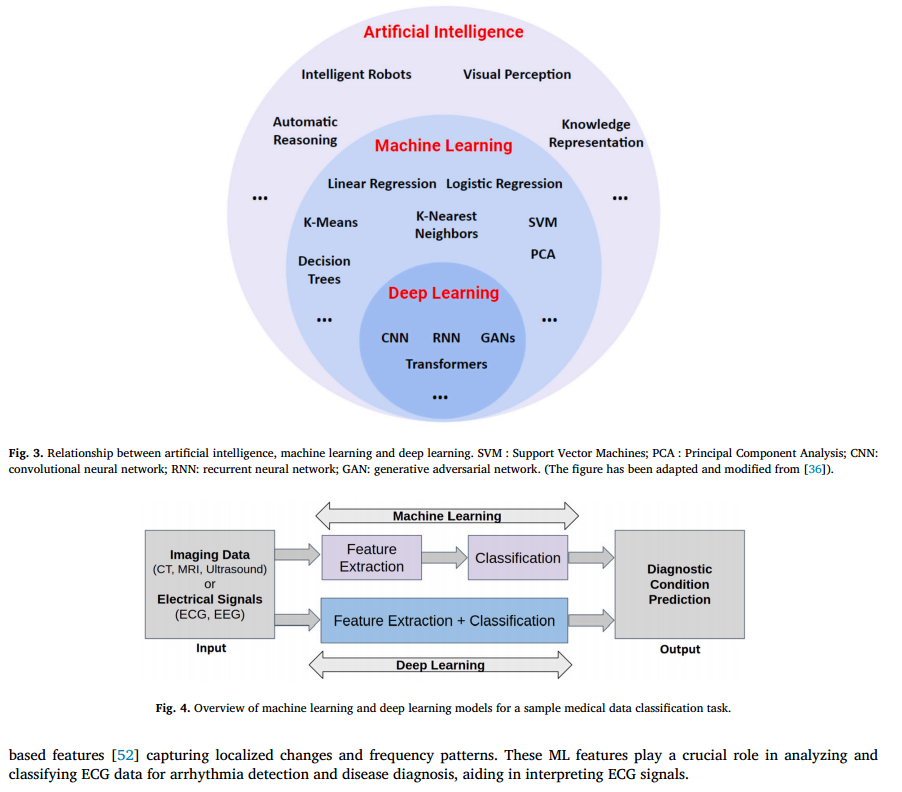 Artificial Intelligence
Intelligent Robots
Visual Perception
Automatic
Reasoning
Knowledge
Representation
Machine Learning
...
...
Linear Regression
Logistic Regression
K-Means
K-Nearest
Neighbors
SVM
PCA
Decision
Trees
...
...
Deep Learning
CNN
RNN
GANs
Transformers
...
Fig. 3. Relationship between artificial intelligence, machine learning and deep learning. SVM : Support Vector Machines; PCA : Principal Component Analysis; CNN:
convolutional neural network; RNN: recurrent neural network; GAN: generative adversarial network. (The figure has been adapted and modified from [36]).
Machine Learning
Imaging Data
(CT, MRI, Ultrasound)
or
Electrical Signals
(ECG, EEG)
Input
Feature
Extraction
Classification
Feature Extraction + Classification
Deep Learning
Diagnostic
Condition
Prediction
Output
Fig. 4. Overview of machine learning and deep learning models for a sample medical data classification task.
based features [52] capturing localized changes and frequency patterns. These ML features play a crucial role in analyzing and
classifying ECG data for arrhythmia detection and disease diagnosis, aiding in interpreting ECG signals.